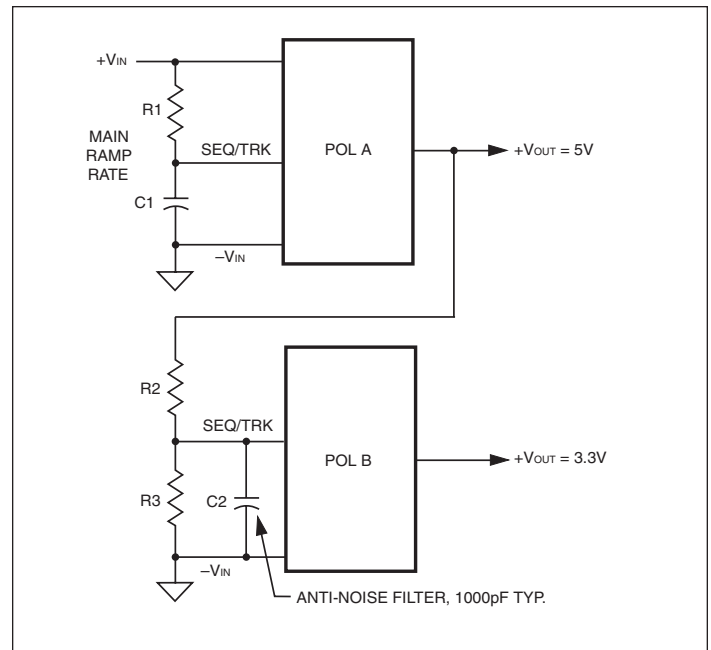 +VIN
R1
MAIN
RAMP
RATE
SEQ/TRK
POL A
+VOUT = 5V
C1
–VIN
R2
SEQ/TRK
POL B
+VOUT = 3.3V
R3
C2
–VIN
ANTI-NOISE FILTER, 1000pF TYP.